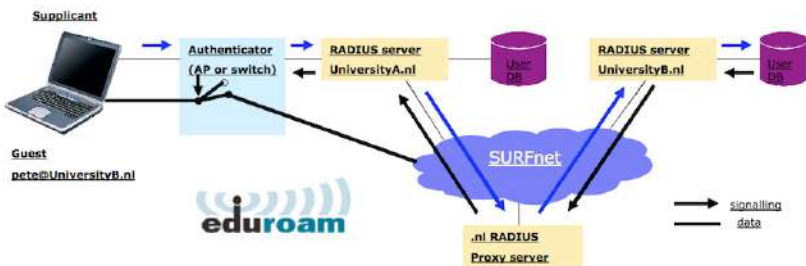 Supplicant
Authenticator
(AP or switch)
RADIUS server
UniversityA.nl
User
DB
RADIUS server
UniversityB.nl
User
DB
Guest
pete@UniversityB.nl
SURFnet
eduroam
.nl RADIUS
Proxy server
signalling
data